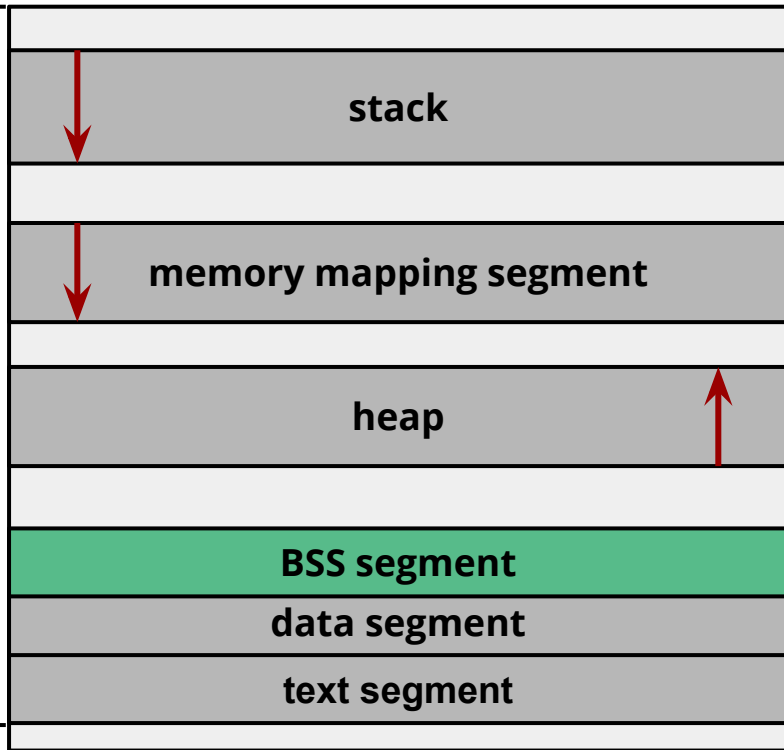 stack
memory mapping segment
heap
BSS segment
data segment
text segment